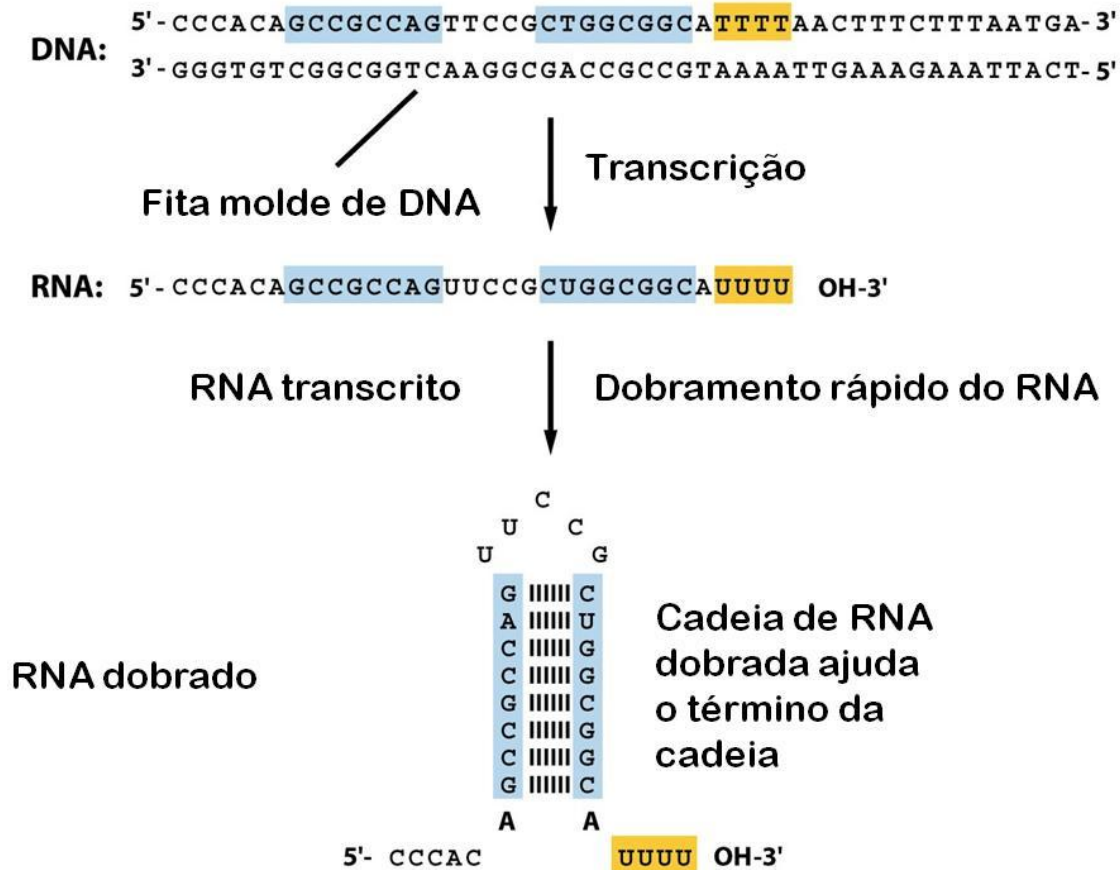 5'- CCCACAGCCGCCAGTTCCGCTGGCGGCATTTTAACTTTCTTTAATGA- 3'
DNA:
3'- GGGTGTCGGCGGTCAAGGCGACCGCCGTAAAATTGAAAGAAATTACT- 5'
Transcrição
Fita molde de DNA
RNA: 5'- CCCACAGCCGCCAGUUCCGCUGGCGGCAUUUU OH-3'
RNA transcrito
Dobramento rápido do RNA
C
U C
U G
G C
A U
C G
C G
G C
C G
C G
G C
A A
5'- CCCAC UUUU OH-3'
RNA dobrado
Cadeia de RNA
dobrada ajuda
o término da
cadeia